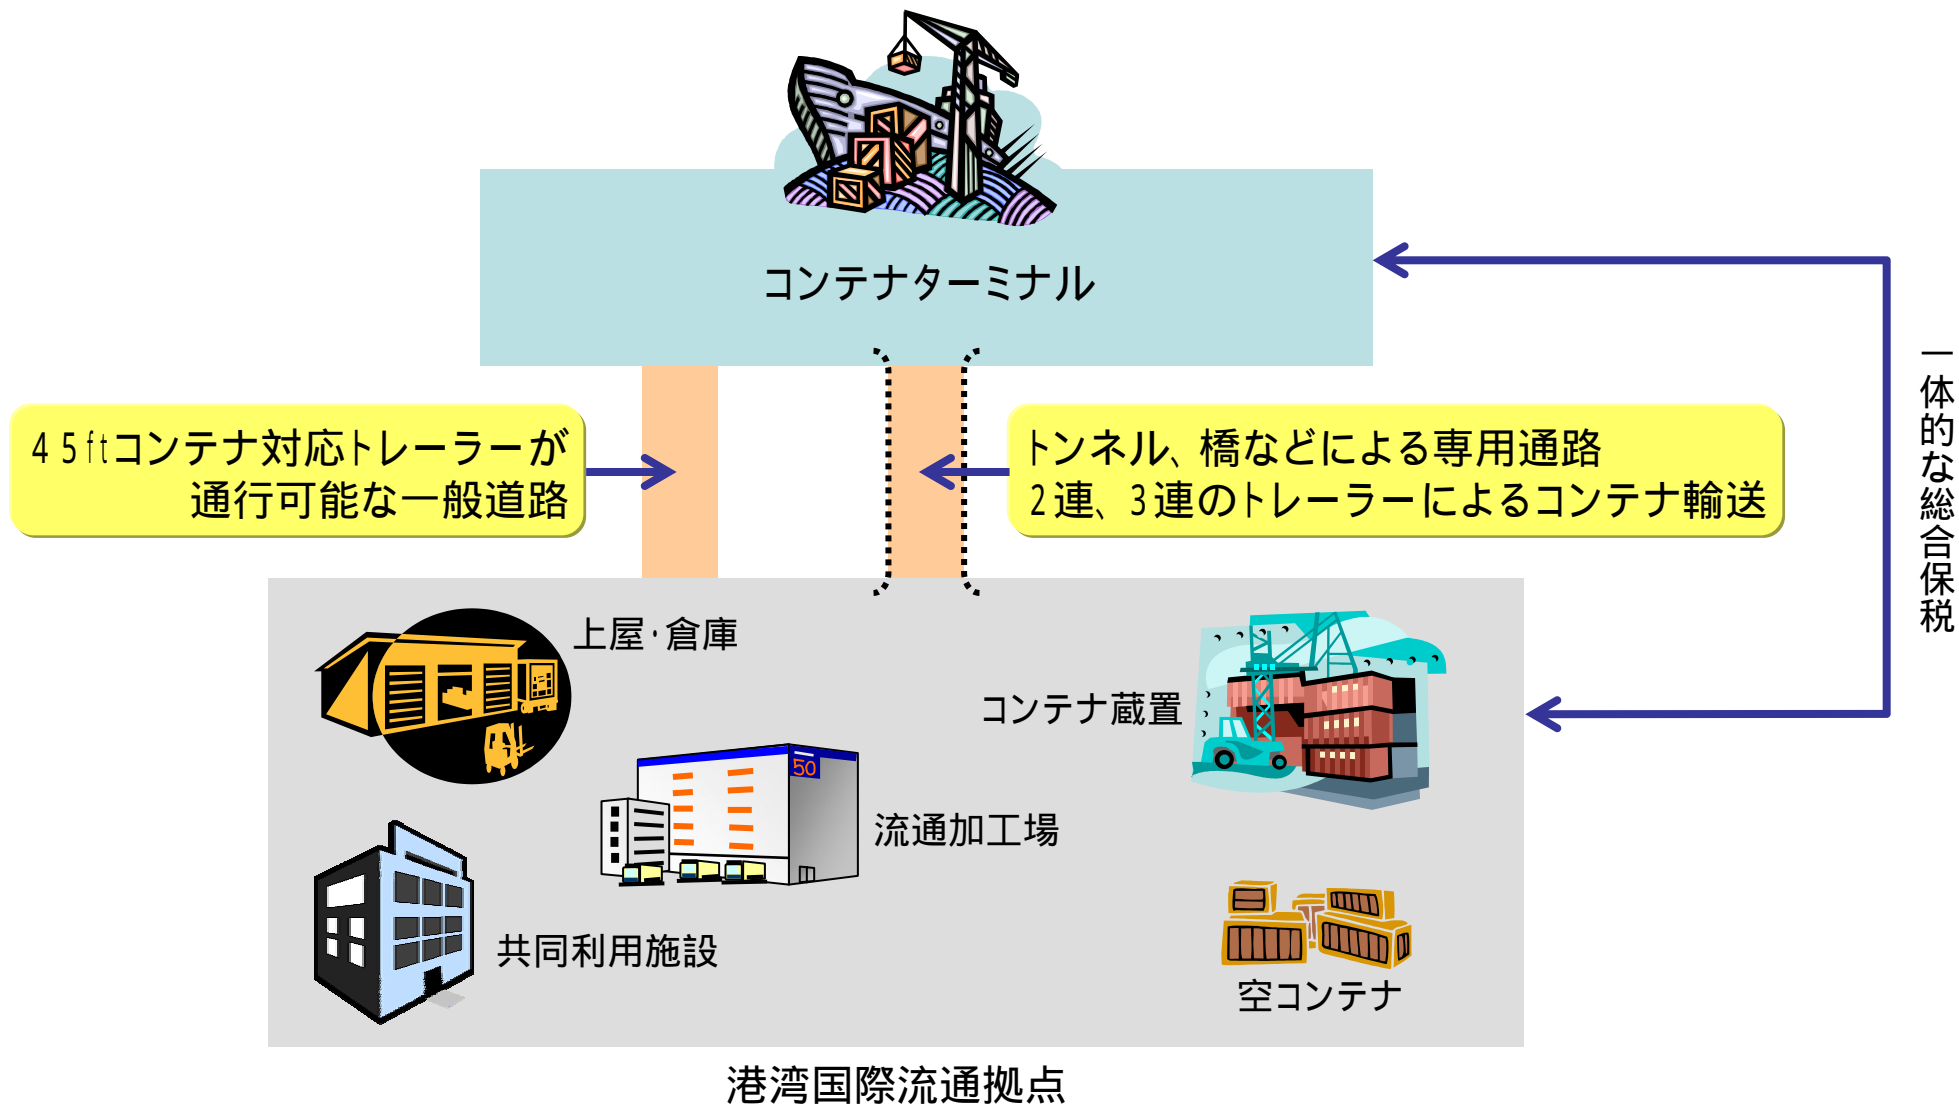 コンテナターミナル
４５ftコンテナ対応トレーラーが
通行可能な一般道路
トンネル、橋などによる専用通路
２連、３連のトレーラーによるコンテナ輸送
一体的な総合保税
上屋・倉庫
コンテナ蔵置
50
流通加工場
共同利用施設
空コンテナ
港湾国際流通拠点